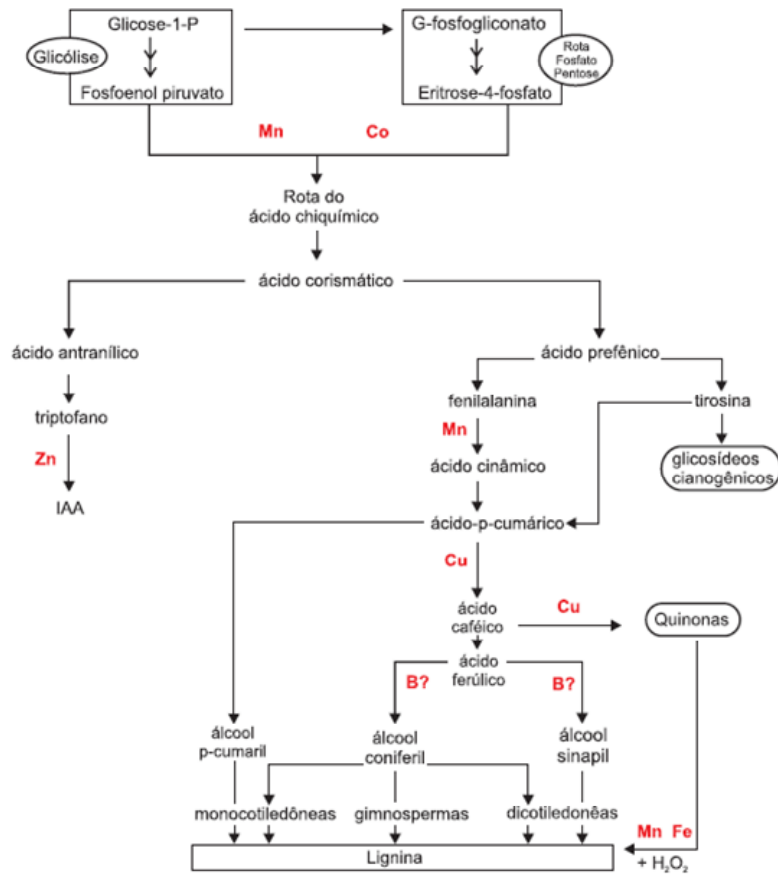 Glicose-1-P
Glicólise
Fosfoenol piruvato
G-fosfogliconato
Rota
Fosfato
Pentose
Eritrose-4-fosfato
Mn
Co
Rota do
ácido chiquímico
ácido corismático
ácido antranílico
ácido prefênico
triptofano
fenilalanina
tirosina
Zn
Mn
IAA
ácido cinâmico
glicosídeos
cianogênicos
ácido-p-cumárico
Cu
ácido
caféico
Cu
Quinonas
ácido
ferúlico
B?
B?
álcool
p-cumaril
álcool
coniferil
álcool
sinapil
monocotiledôneas
gimnospermas
dicotiledonêas
Mn Fe
Lignina
+ H₂O₂